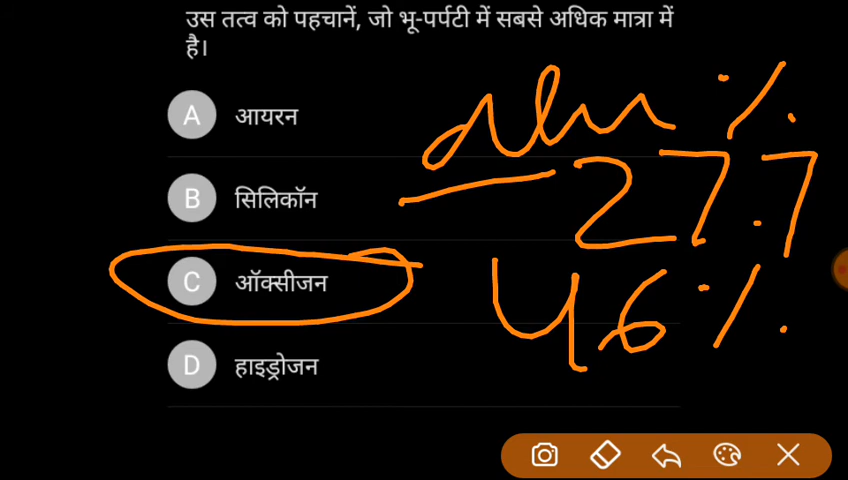 उस तत्व को पहचानें, जो भू-पर्पटी में सबसे अधिक मात्रा में
है।
A आयरन
alu %.
B सिलिकॉन
27.7
C ऑक्सीजन
46%
D हाइड्रोजन